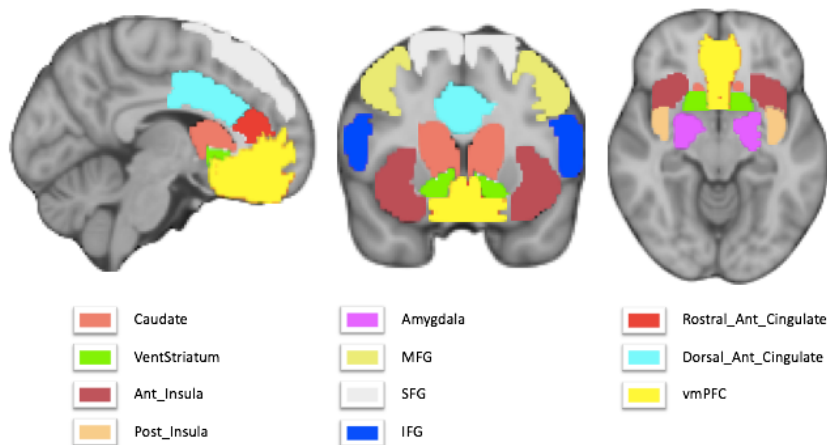 Caudate
VentStriatum
Ant_Insula
Post_Insula
Amygdala
MFG
SFG
IFG
Rostral_Ant_Cingulate
Dorsal_Ant_Cingulate
vmPFC